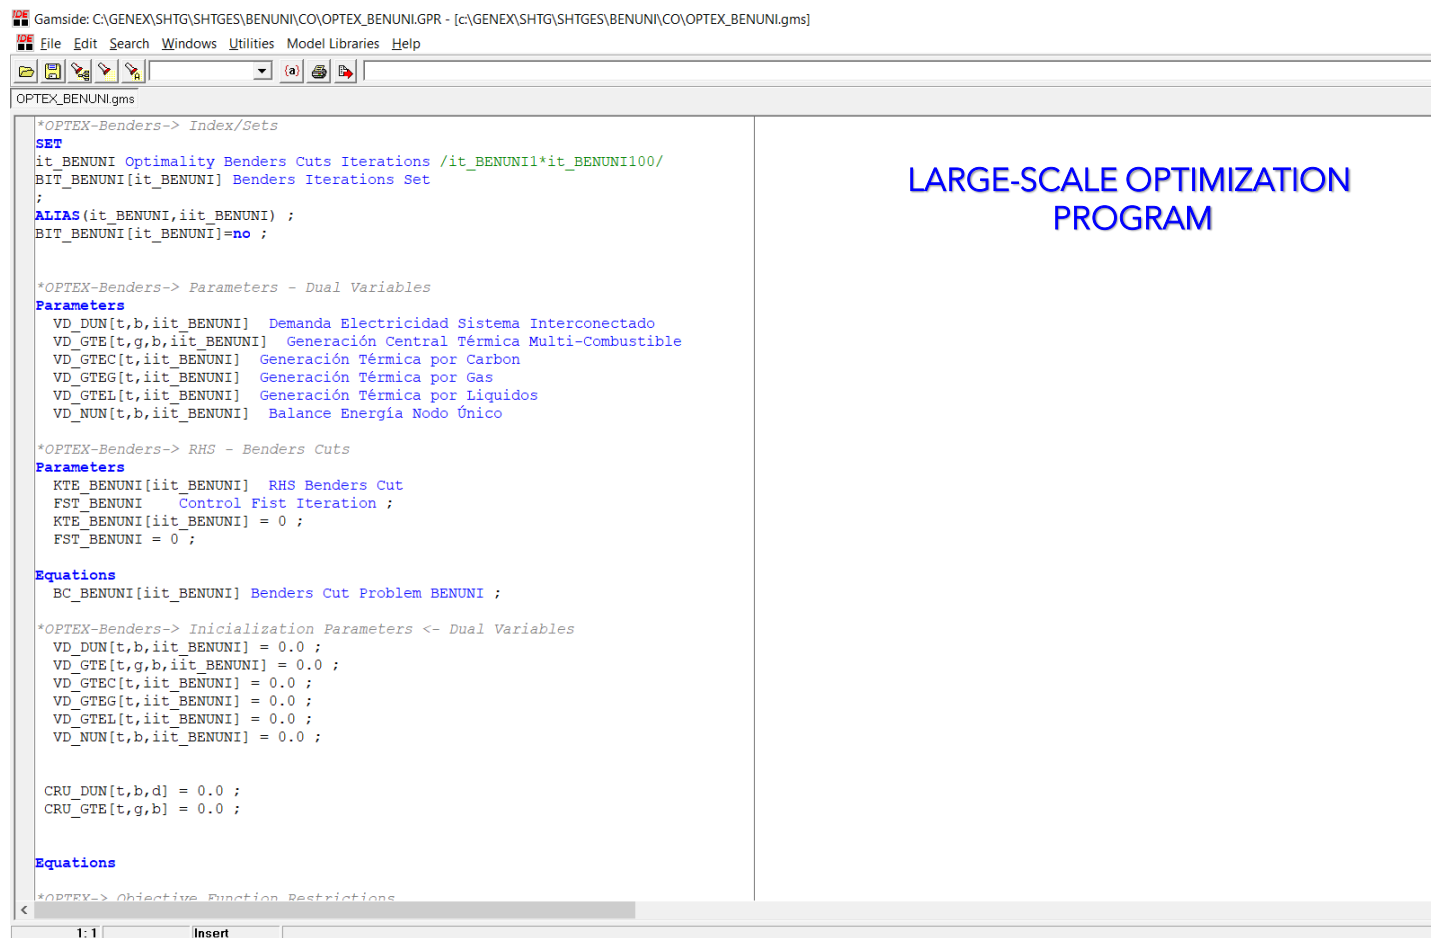 Gamside: C:\GENEX\SHTG\SHTGES\BENUNI\CO\OPTEX_BENUNI.GPR - [c:\GENEX\SHTG\SHTGES\BENUNI\CO\OPTEX_BENUNI.gms]
IDE File Edit Search Windows Utilities Model Libraries Help
{a}
OPTEX_BENUNI.gms
*OPTEX-Benders-> Index/Sets
SET
it_BENUNI Optimality Benders Cuts Iterations /it_BENUNI1*it_BENUNI100/
BIT_BENUNI[it_BENUNI] Benders Iterations Set
;
ALIAS(it_BENUNI,iit_BENUNI) ;
BIT_BENUNI[it_BENUNI]=no ;
*OPTEX-Benders-> Parameters - Dual Variables
Parameters
VD_DUN[t,b,iit_BENUNI] Demanda Electricidad Sistema Interconectado
VD_GTE[t,g,b,iit_BENUNI] Generación Central Térmica Multi-Combustible
VD_GTEC[t,iit_BENUNI] Generación Térmica por Carbon
VD_GTEG[t,iit_BENUNI] Generación Térmica por Gas
VD_GTEL[t,iit_BENUNI] Generación Térmica por Liquidos
VD_NUN[t,b,iit_BENUNI] Balance Energía Nodo Único
*OPTEX-Benders-> RHS - Benders Cuts
Parameters
KTE_BENUNI[iit_BENUNI] RHS Benders Cut
FST_BENUNI Control Fist Iteration ;
KTE_BENUNI[iit_BENUNI] = 0 ;
FST_BENUNI = 0 ;
Equations
BC_BENUNI[iit_BENUNI] Benders Cut Problem BENUNI ;
*OPTEX-Benders-> Inicialization Parameters <- Dual Variables
VD_DUN[t,b,iit_BENUNI] = 0.0 ;
VD_GTE[t,g,b,iit_BENUNI] = 0.0 ;
VD_GTEC[t,iit_BENUNI] = 0.0 ;
VD_GTEG[t,iit_BENUNI] = 0.0 ;
VD_GTEL[t,iit_BENUNI] = 0.0 ;
VD_NUN[t,b,iit_BENUNI] = 0.0 ;
CRU_DUN[t,b,d] = 0.0 ;
CRU_GTE[t,g,b] = 0.0 ;
Equations
*OPTEX-> Objective Function Restrictions
LARGE-SCALE OPTIMIZATION
PROGRAM
1: 1 Insert